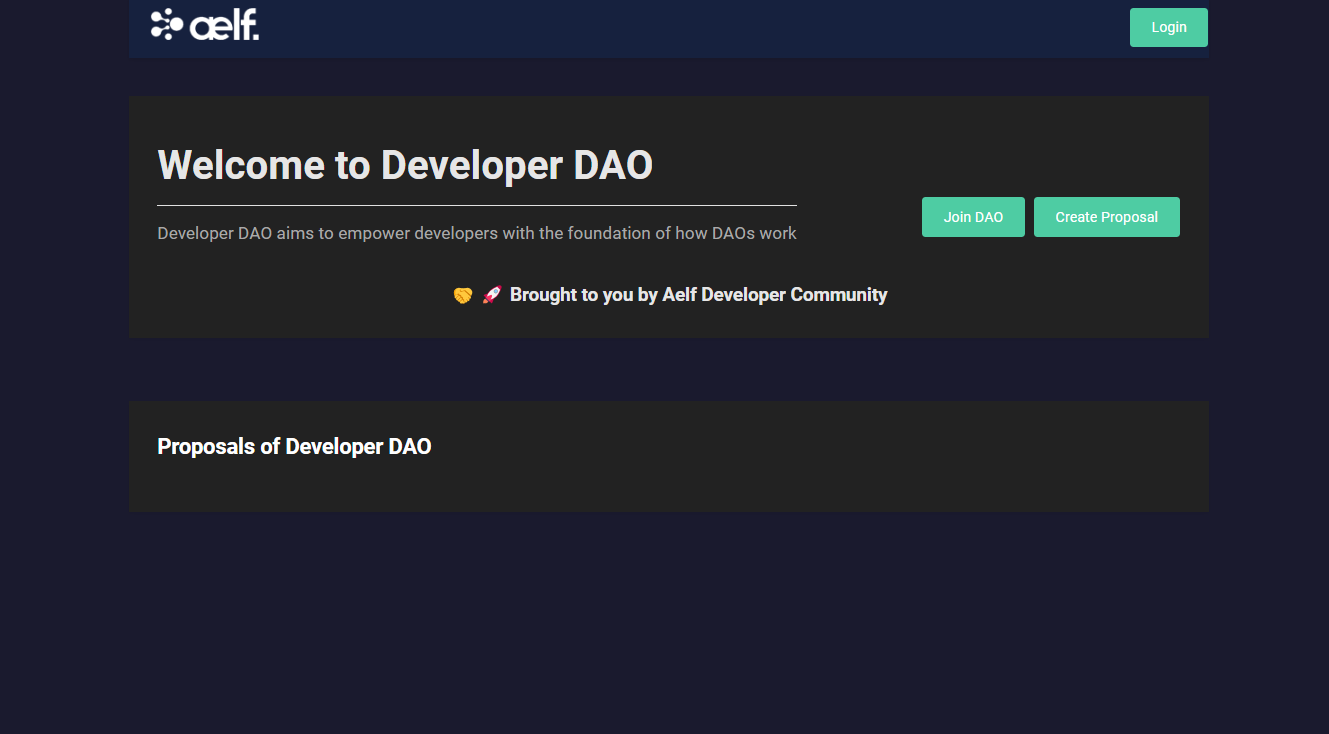 aelf.
Login
Welcome to Developer DAO
Developer DAO aims to empower developers with the foundation of how DAOs work
Join DAO
Create Proposal
🤝 🚀 Brought to you by Aelf Developer Community
Proposals of Developer DAO